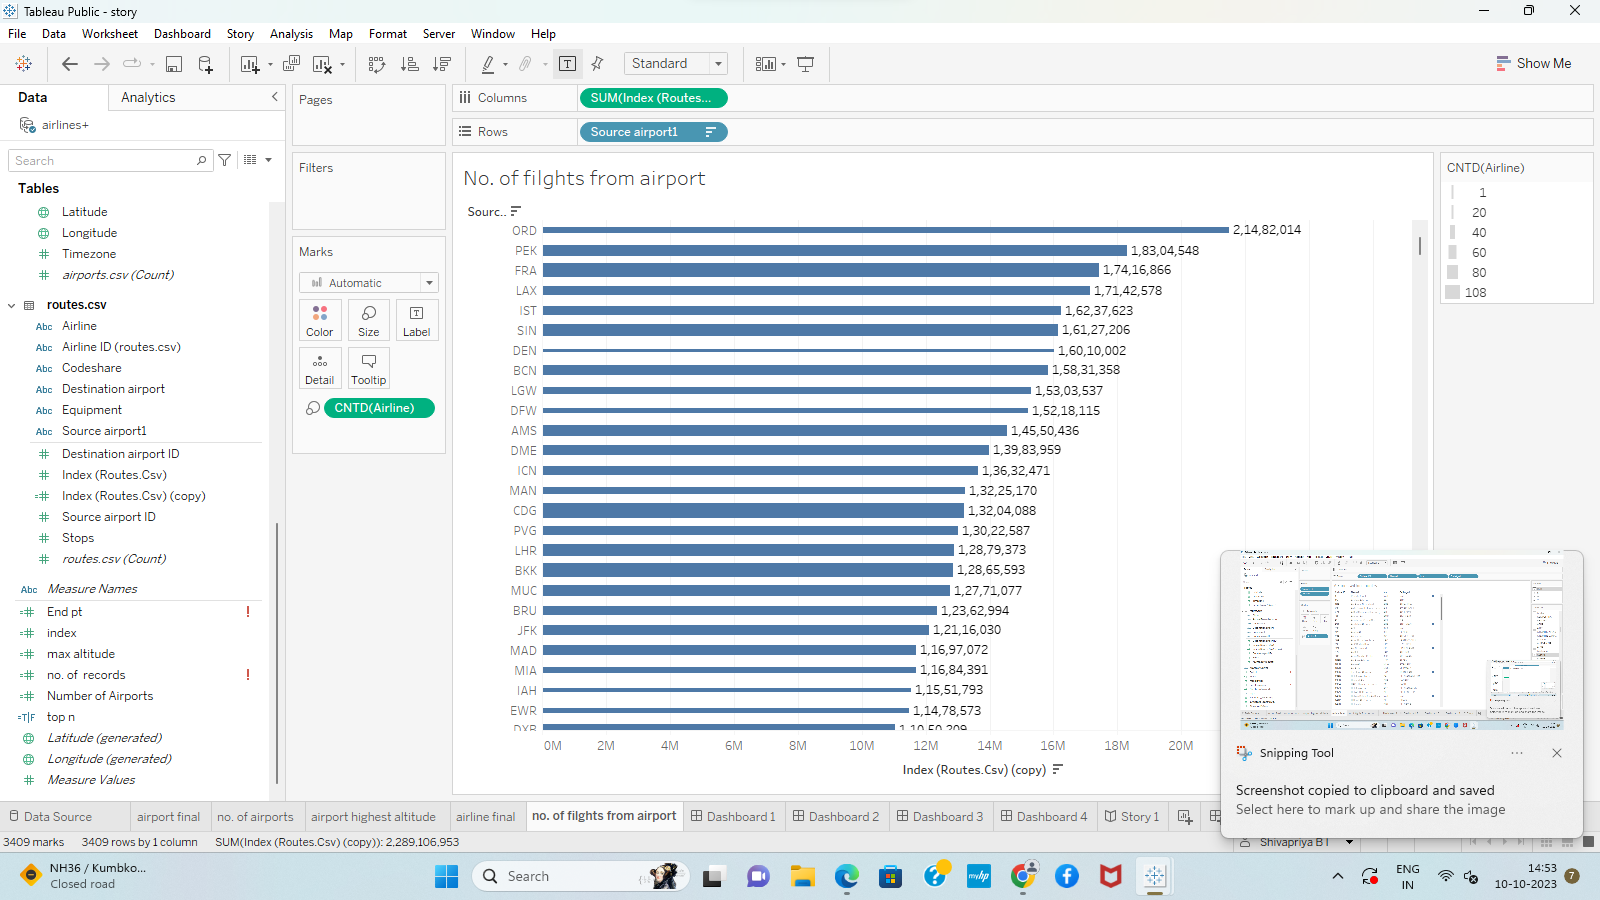 Tableau Public - story
File Data Worksheet Dashboard Story Analysis Map Format Server Window Help
Standard
Show Me
Data Analytics
airlines+
Search
Tables
Latitude
Longitude
Timezone
airports.csv (Count)
routes.csv
Abc Airline
Abc Airline ID (routes.csv)
Abc Codeshare
Abc Destination airport
Abc Equipment
Abc Source airport1
Destination airport ID
Index (Routes.Csv)
Index (Routes.Csv) (copy)
Source airport ID
Stops
routes.csv (Count)
Abc Measure Names
End pt !
index
max altitude
no. of records !
Number of Airports
T|F top n
Latitude (generated)
Longitude (generated)
Measure Values
Pages
Filters
Marks
Automatic
Color Size Label
Detail Tooltip
CNTD(Airline)
Columns SUM(Index (Routes...
Rows Source airport1
No. of filghts from airport
Sourc..
ORD 2,14,82,014
PEK 1,83,04,548
FRA 1,74,16,866
LAX 1,71,42,578
IST 1,62,37,623
SIN 1,61,27,206
DEN 1,60,10,002
BCN 1,58,31,358
LGW 1,53,03,537
DFW 1,52,18,115
AMS 1,45,50,436
DME 1,39,83,959
ICN 1,36,32,471
MAN 1,32,25,170
CDG 1,32,04,088
PVG 1,30,22,587
LHR 1,28,79,373
BKK 1,28,65,593
MUC 1,27,71,077
BRU 1,23,62,994
JFK 1,21,16,030
MAD 1,16,97,072
MIA 1,16,84,391
IAH 1,15,51,793
EWR 1,14,78,573
DXB 1,10,50,209
0M 2M 4M 6M 8M 10M 12M 14M 16M 18M 20M
Index (Routes.Csv) (copy)
CNTD(Airline)
1
20
40
60
80
108
Snipping Tool
Screenshot copied to clipboard and saved
Select here to mark up and share the image
Data Source airport final no. of airports airport highest altitude airline final no. of filghts from airport Dashboard 1 Dashboard 2 Dashboard 3 Dashboard 4 Story 1
3409 marks 3409 rows by 1 column SUM(Index (Routes.Csv) (copy)): 2,289,106,953
Shivapriya B T
NH36 / Kumbko...
Closed road
Search
myhp
ENG
IN
14:53
10-10-2023
7